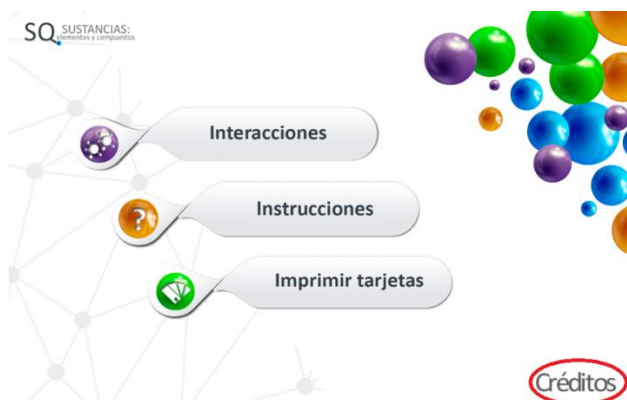 SQ SUSTANCIAS:
elementos y compuestos
Interacciones
?
Instrucciones
Imprimir tarjetas
Créditos